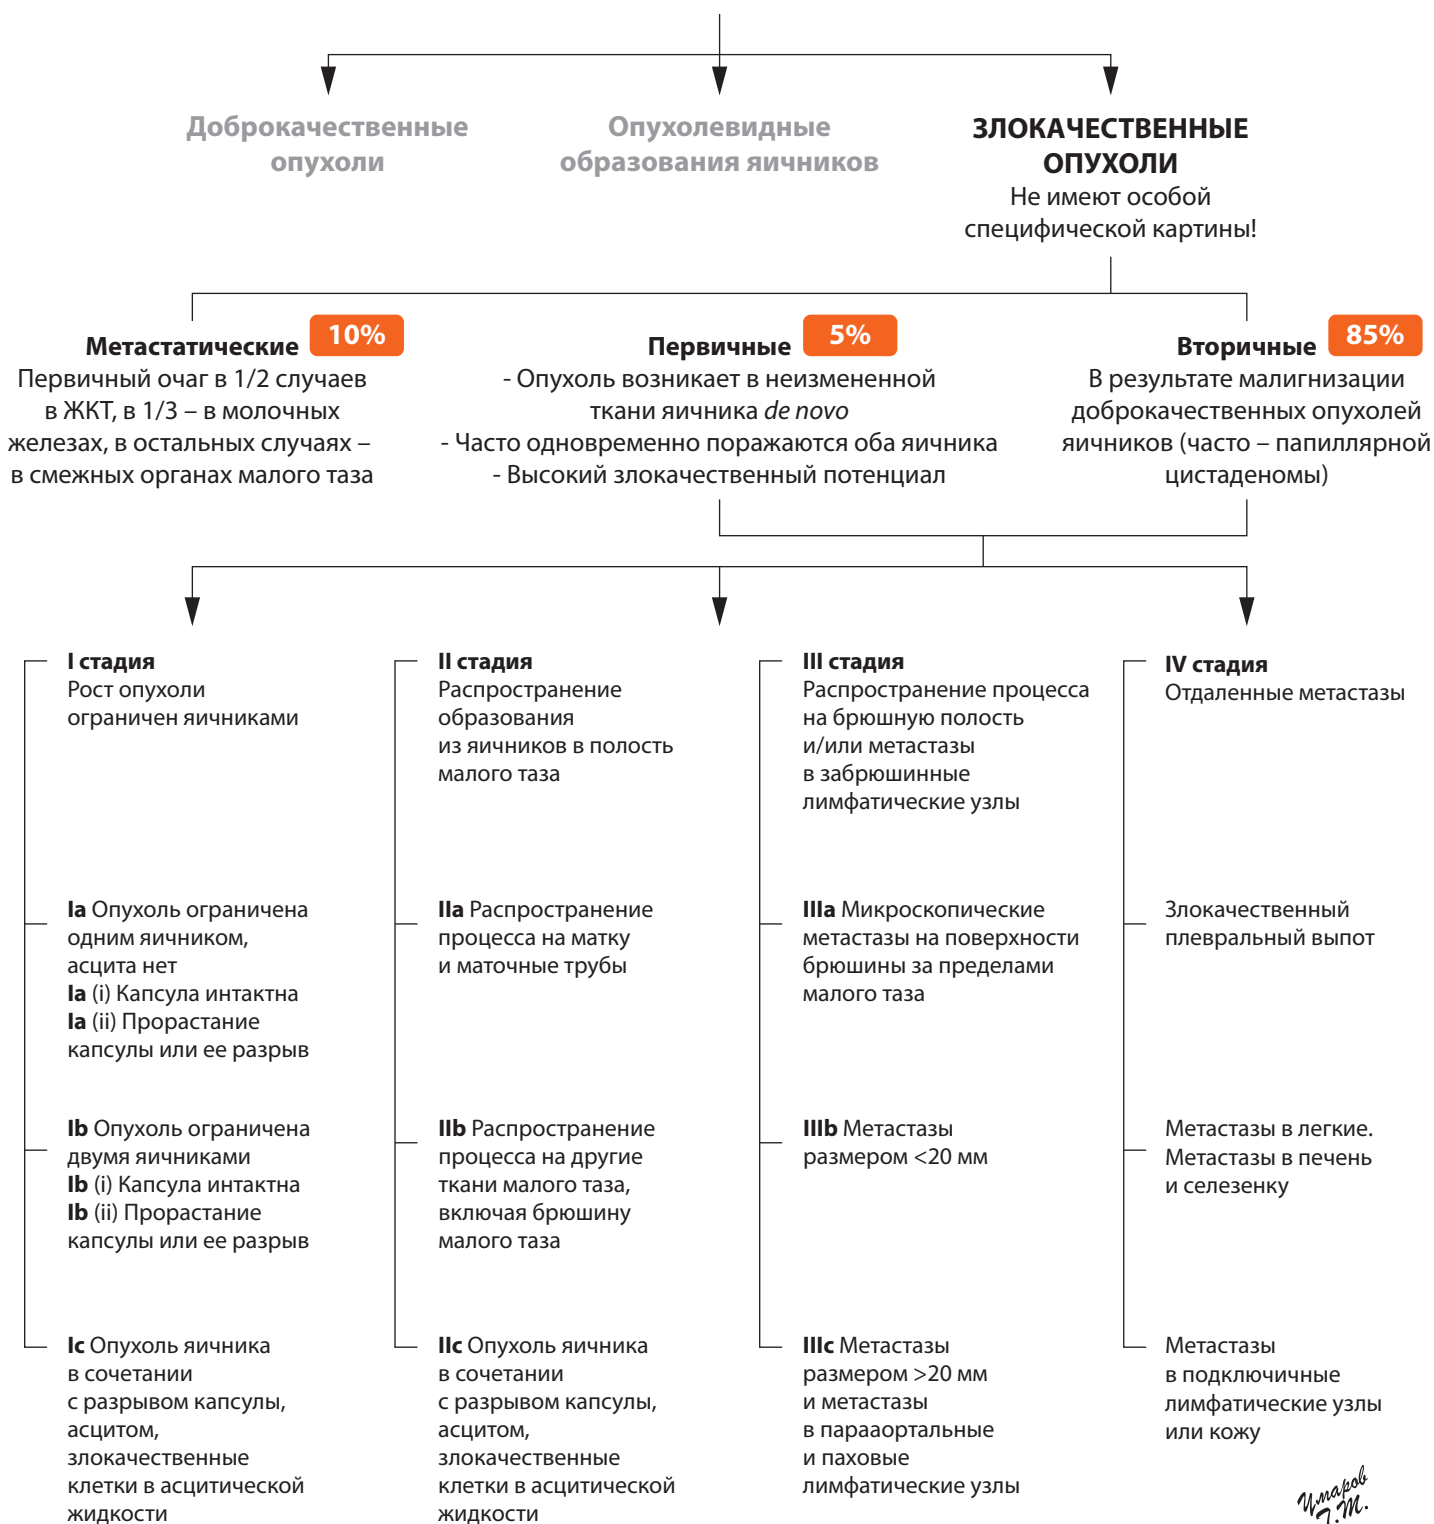 Доброкачественные
опухоли
Опухолевидные
образования яичников
ЗЛОКАЧЕСТВЕННЫЕ
ОПУХОЛИ
Не имеют особой
специфической картины!
Метастатические 10%
Первичный очаг в 1/2 случаев
в ЖКТ, в 1/3 – в молочных
железах, в остальных случаях –
в смежных органах малого таза
Первичные 5%
- Опухоль возникает в неизмененной
ткани яичника de novo
- Часто одновременно поражаются оба яичника
- Высокий злокачественный потенциал
Вторичные 85%
В результате малигнизации
доброкачественных опухолей
яичников (часто – папиллярной
цистаденомы)
I стадия
Рост опухоли
ограничен яичниками
Ia Опухоль ограничена
одним яичником,
асцита нет
Ia (i) Капсула интактна
Ia (ii) Прорастание
капсулы или ее разрыв
Ib Опухоль ограничена
двумя яичниками
Ib (i) Капсула интактна
Ib (ii) Прорастание
капсулы или ее разрыв
Ic Опухоль яичника
в сочетании
с разрывом капсулы,
асцитом,
злокачественные
клетки в асцитической
жидкости
II стадия
Распространение
образования
из яичников в полость
малого таза
IIa Распространение
процесса на матку
и маточные трубы
IIb Распространение
процесса на другие
ткани малого таза,
включая брюшину
малого таза
IIc Опухоль яичника
в сочетании
с разрывом капсулы,
асцитом,
злокачественные
клетки в асцитической
жидкости
III стадия
Распространение процесса
на брюшную полость
и/или метастазы
в забрюшинные
лимфатические узлы
IIIa Микроскопические
метастазы на поверхности
брюшины за пределами
малого таза
IIIb Метастазы
размером <20 мм
IIIc Метастазы
размером >20 мм
и метастазы
в парааортальные
и паховые
лимфатические узлы
IV стадия
Отдаленные метастазы
Злокачественный
плевральный выпот
Метастазы в легкие.
Метастазы в печень
и селезенку
Метастазы
в подключичные
лимфатические узлы
или кожу
Умаров
Т.М.